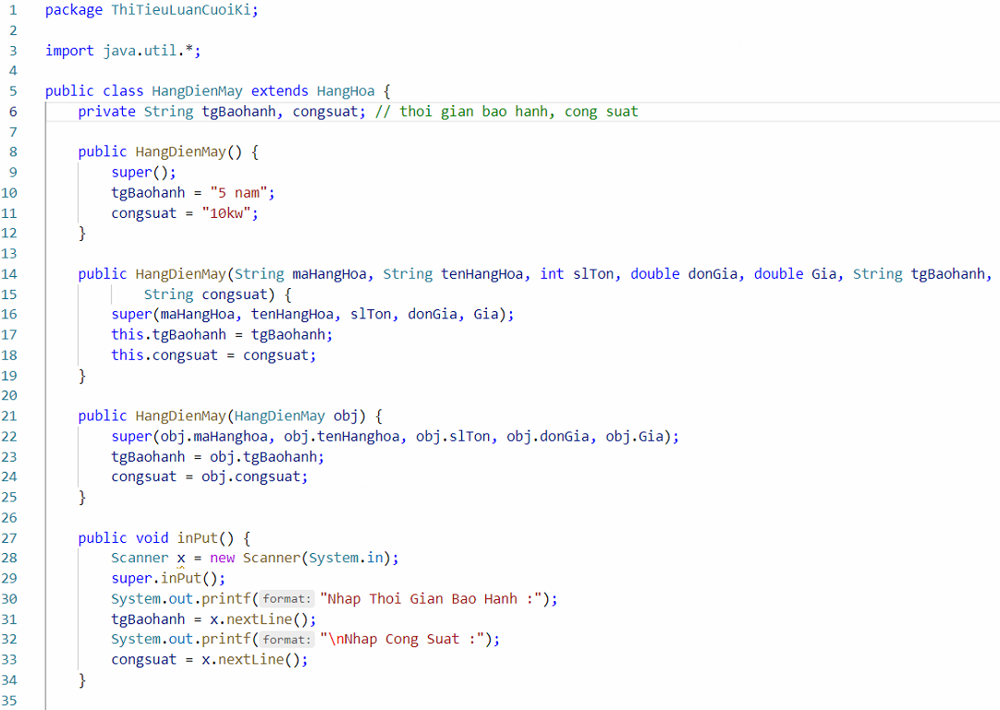 1 package ThiTieuLuanCuoiKi;
2
3 import java.util.*;
4
5 public class HangDienMay extends HangHoa {
6 private String tgBaohanh, congsuat; // thoi gian bao hanh, cong suat
7
8 public HangDienMay() {
9 super();
10 tgBaohanh = "5 nam";
11 congsuat = "10kw";
12 }
13
14 public HangDienMay(String maHangHoa, String tenHangHoa, int slTon, double donGia, double Gia, String tgBaohanh,
15 String congsuat) {
16 super(maHangHoa, tenHangHoa, slTon, donGia, Gia);
17 this.tgBaohanh = tgBaohanh;
18 this.congsuat = congsuat;
19 }
20
21 public HangDienMay(HangDienMay obj) {
22 super(obj.maHanghoa, obj.tenHanghoa, obj.slTon, obj.donGia, obj.Gia);
23 tgBaohanh = obj.tgBaohanh;
24 congsuat = obj.congsuat;
25 }
26
27 public void inPut() {
28 Scanner x = new Scanner(System.in);
29 super.inPut();
30 System.out.printf(format: "Nhap Thoi Gian Bao Hanh :");
31 tgBaohanh = x.nextLine();
32 System.out.printf(format: "\nNhap Cong Suat :");
33 congsuat = x.nextLine();
34 }
35